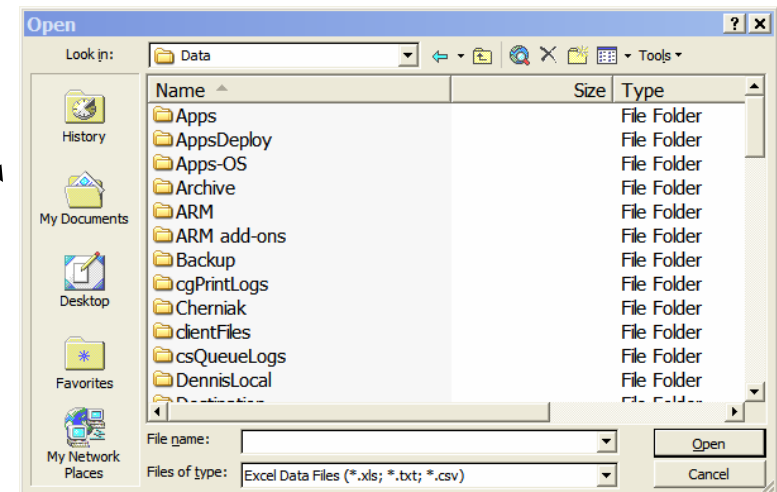 Open
Look in: Data Tools
Name Size Type
Apps File Folder
AppsDeploy File Folder
Apps-OS File Folder
Archive File Folder
ARM File Folder
ARM add-ons File Folder
Backup File Folder
cgPrintLogs File Folder
Cherniak File Folder
clientFiles File Folder
csQueueLogs File Folder
DennisLocal File Folder
Destination File Folder
History
My Documents
Desktop
Favorites
My Network
Places
File name: Open
Files of type: Excel Data Files (*.xls; *.txt; *.csv) Cancel